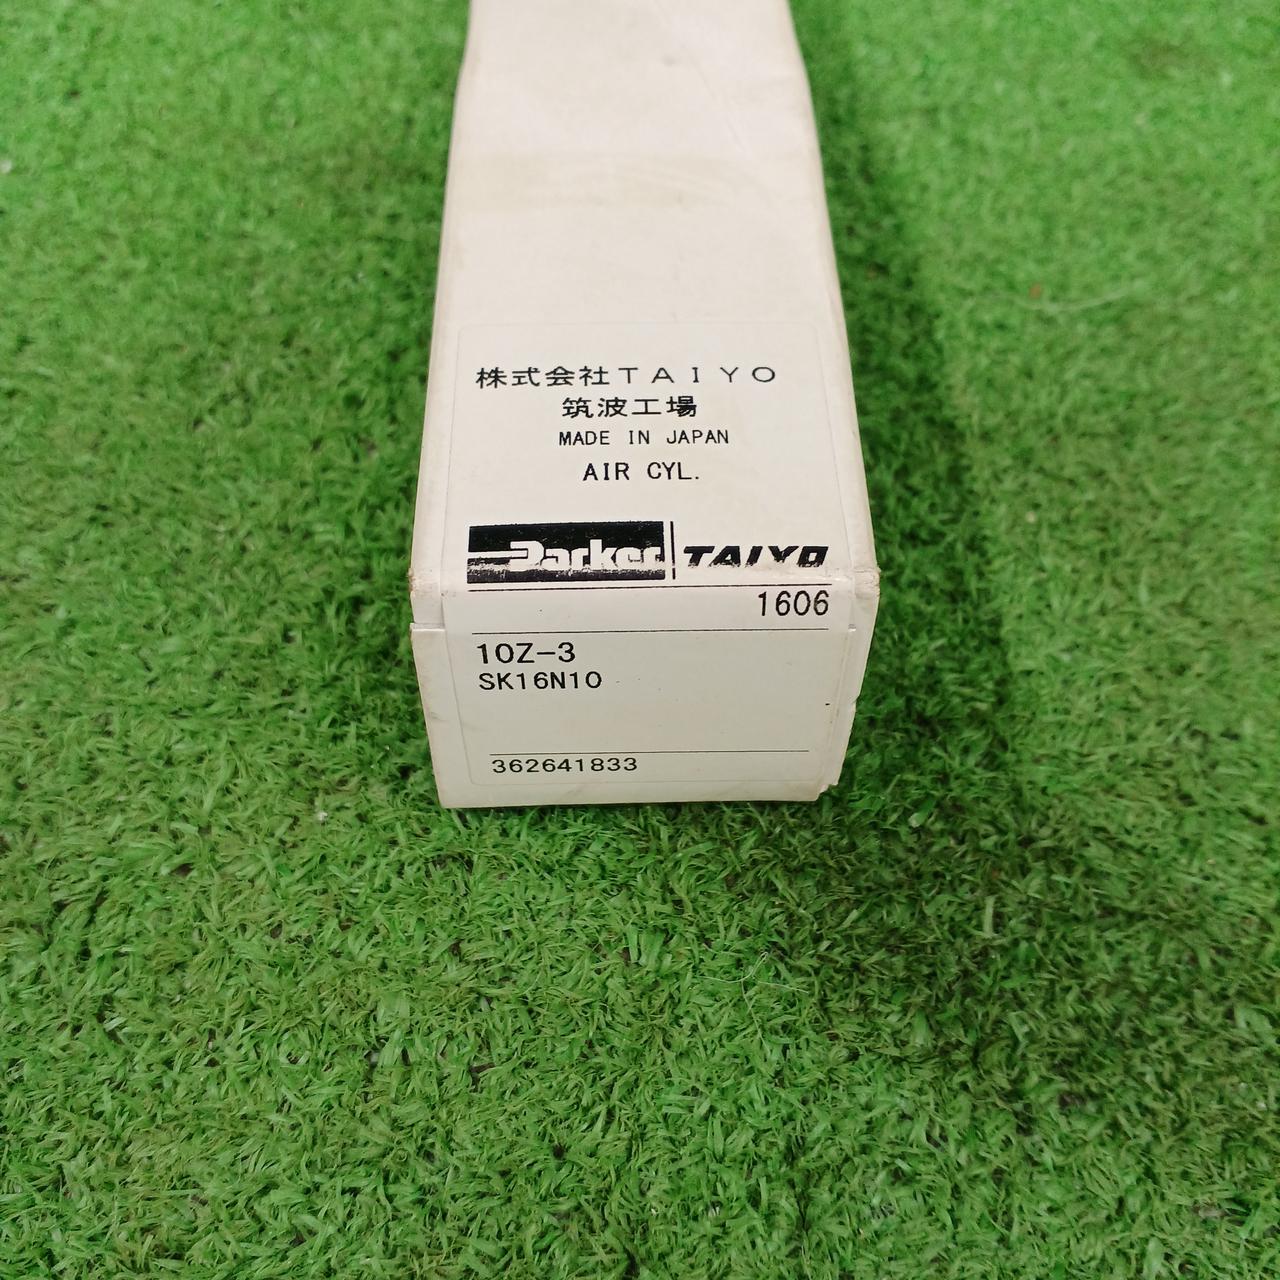 株式会社TAIYO
筑波工場
MADE IN JAPAN
AIR CYL.
Parker TAIYO
1606
10Z-3
SK16N10
362641833